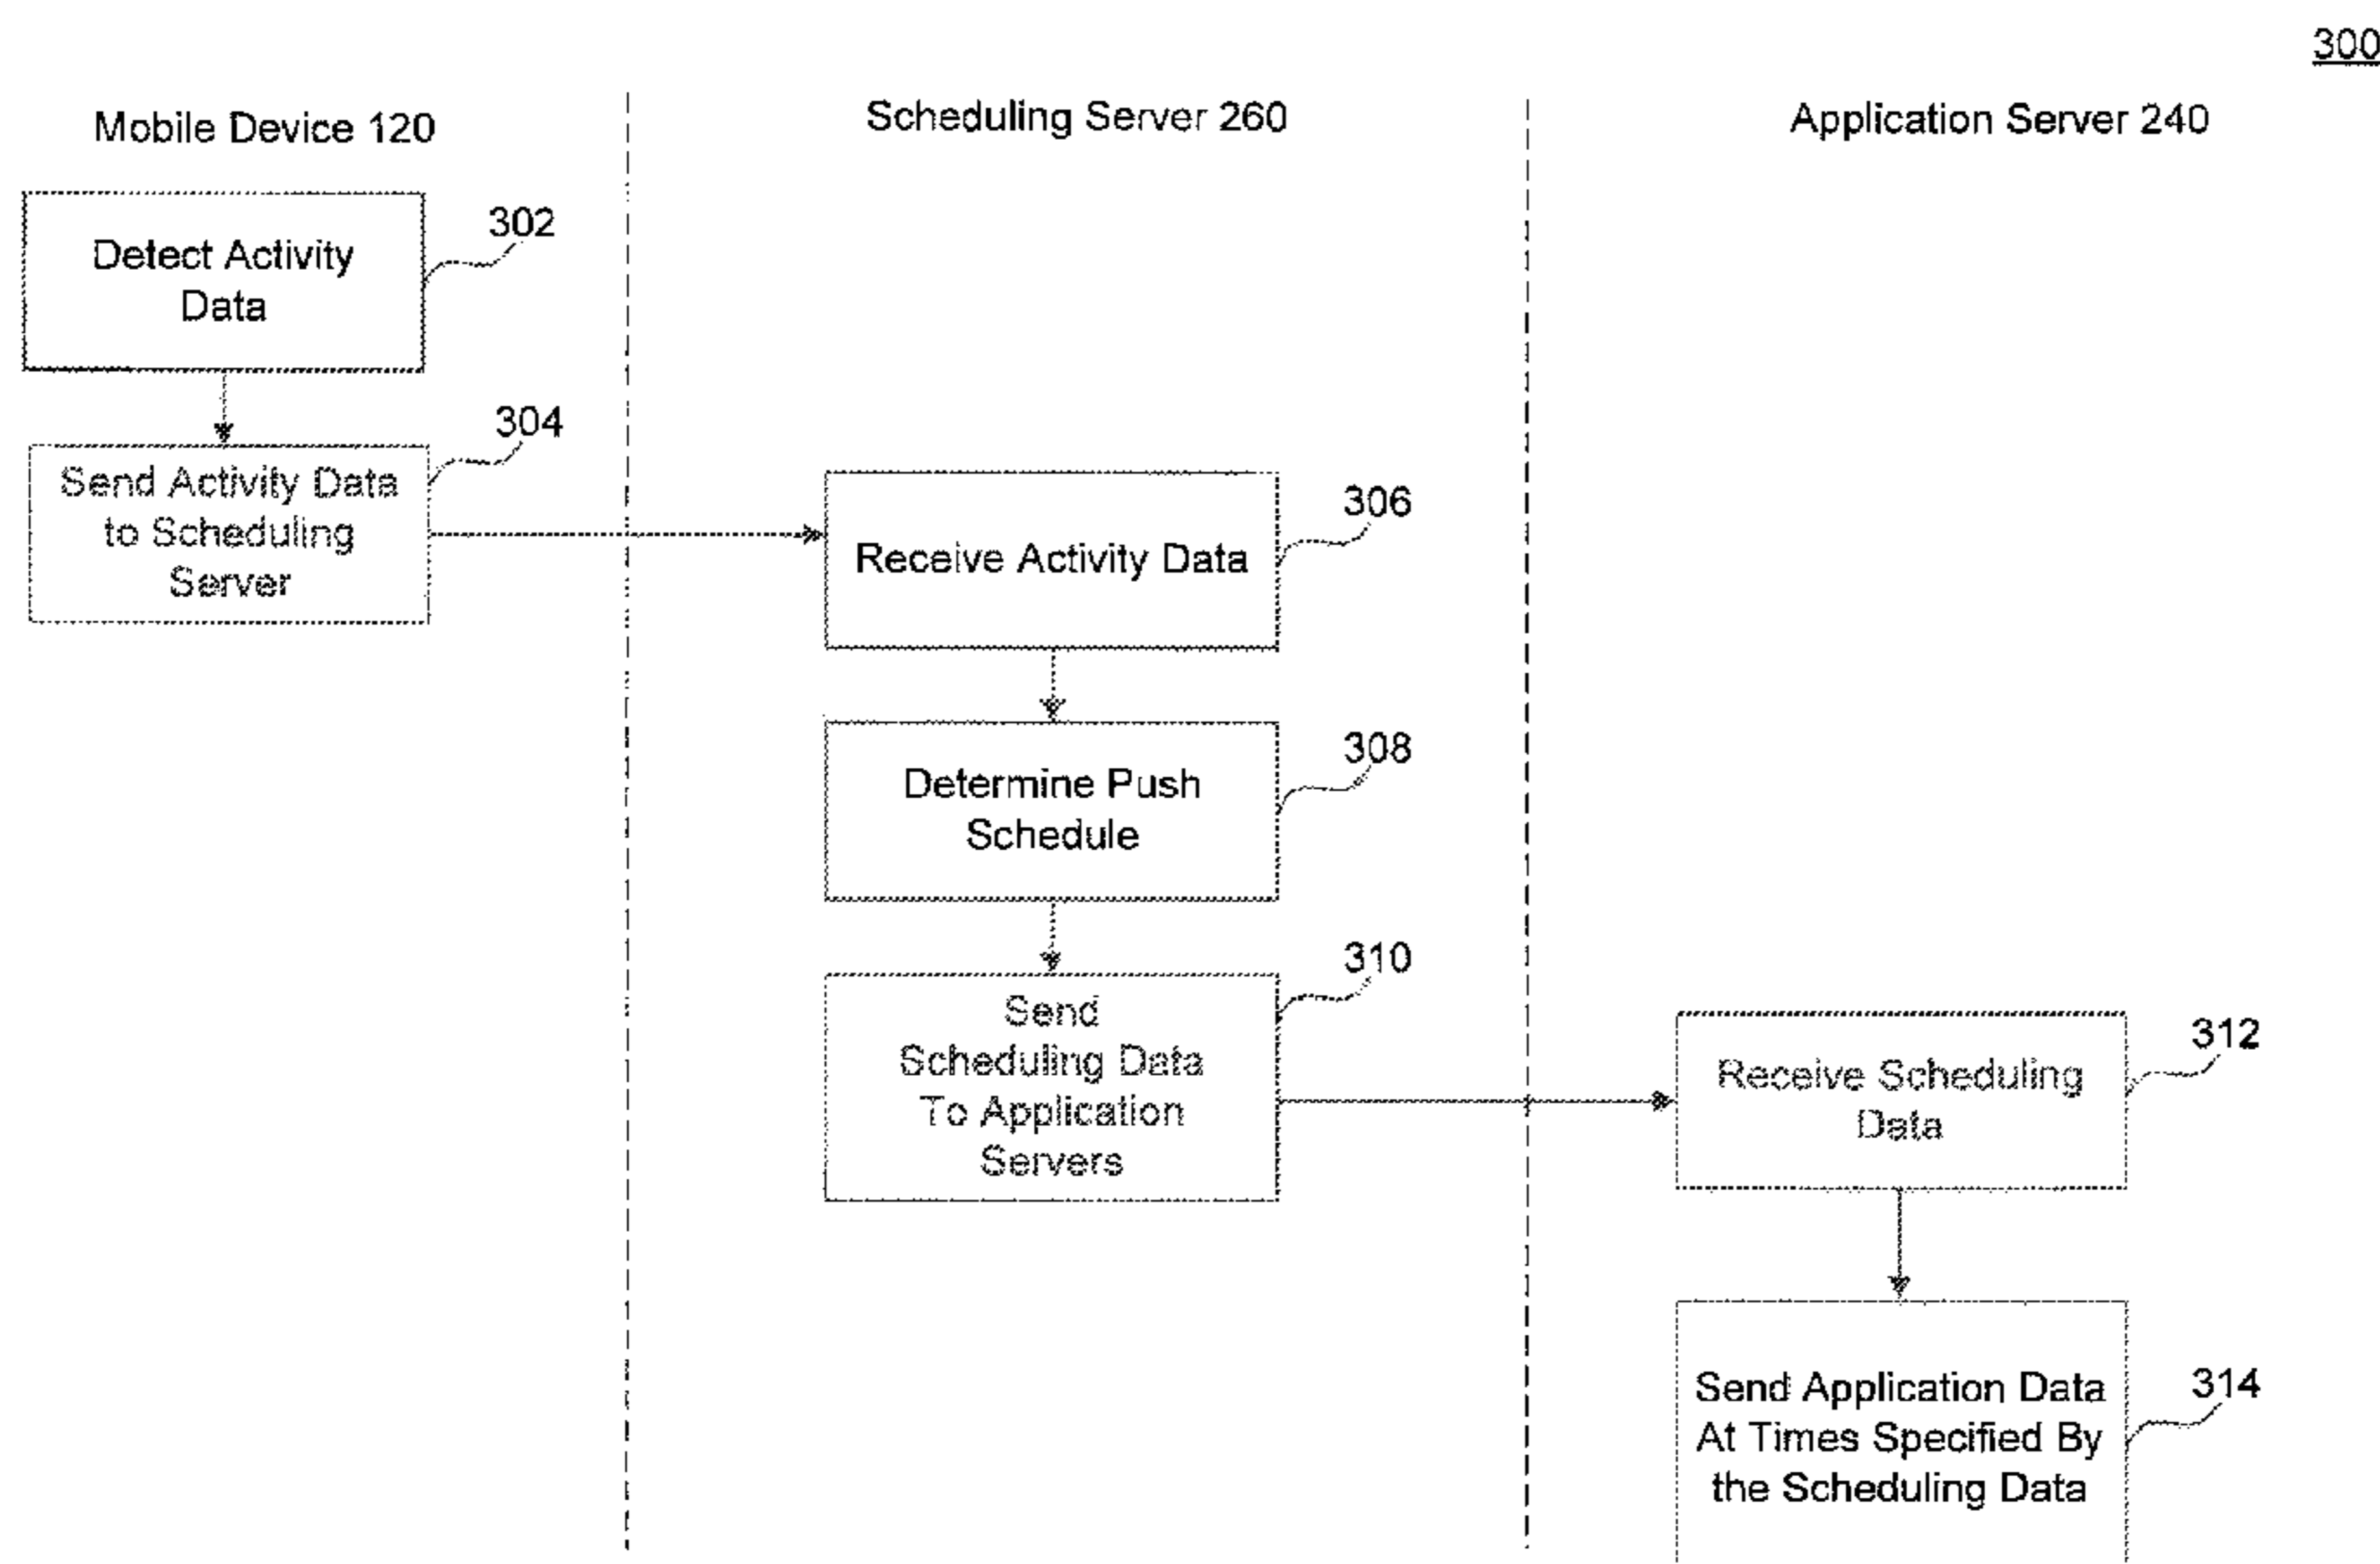 300
Mobile Device 120
Scheduling Server 260
Application Server 240
Detect Activity
Data
302
Send Activity Data
to Scheduling
Server
304
Receive Activity Data
306
Determine Push
Schedule
308
Send
Scheduling Data
To Application
Servers
310
Receive Scheduling
Data
312
Send Application Data
At Times Specified By
the Scheduling Data
314